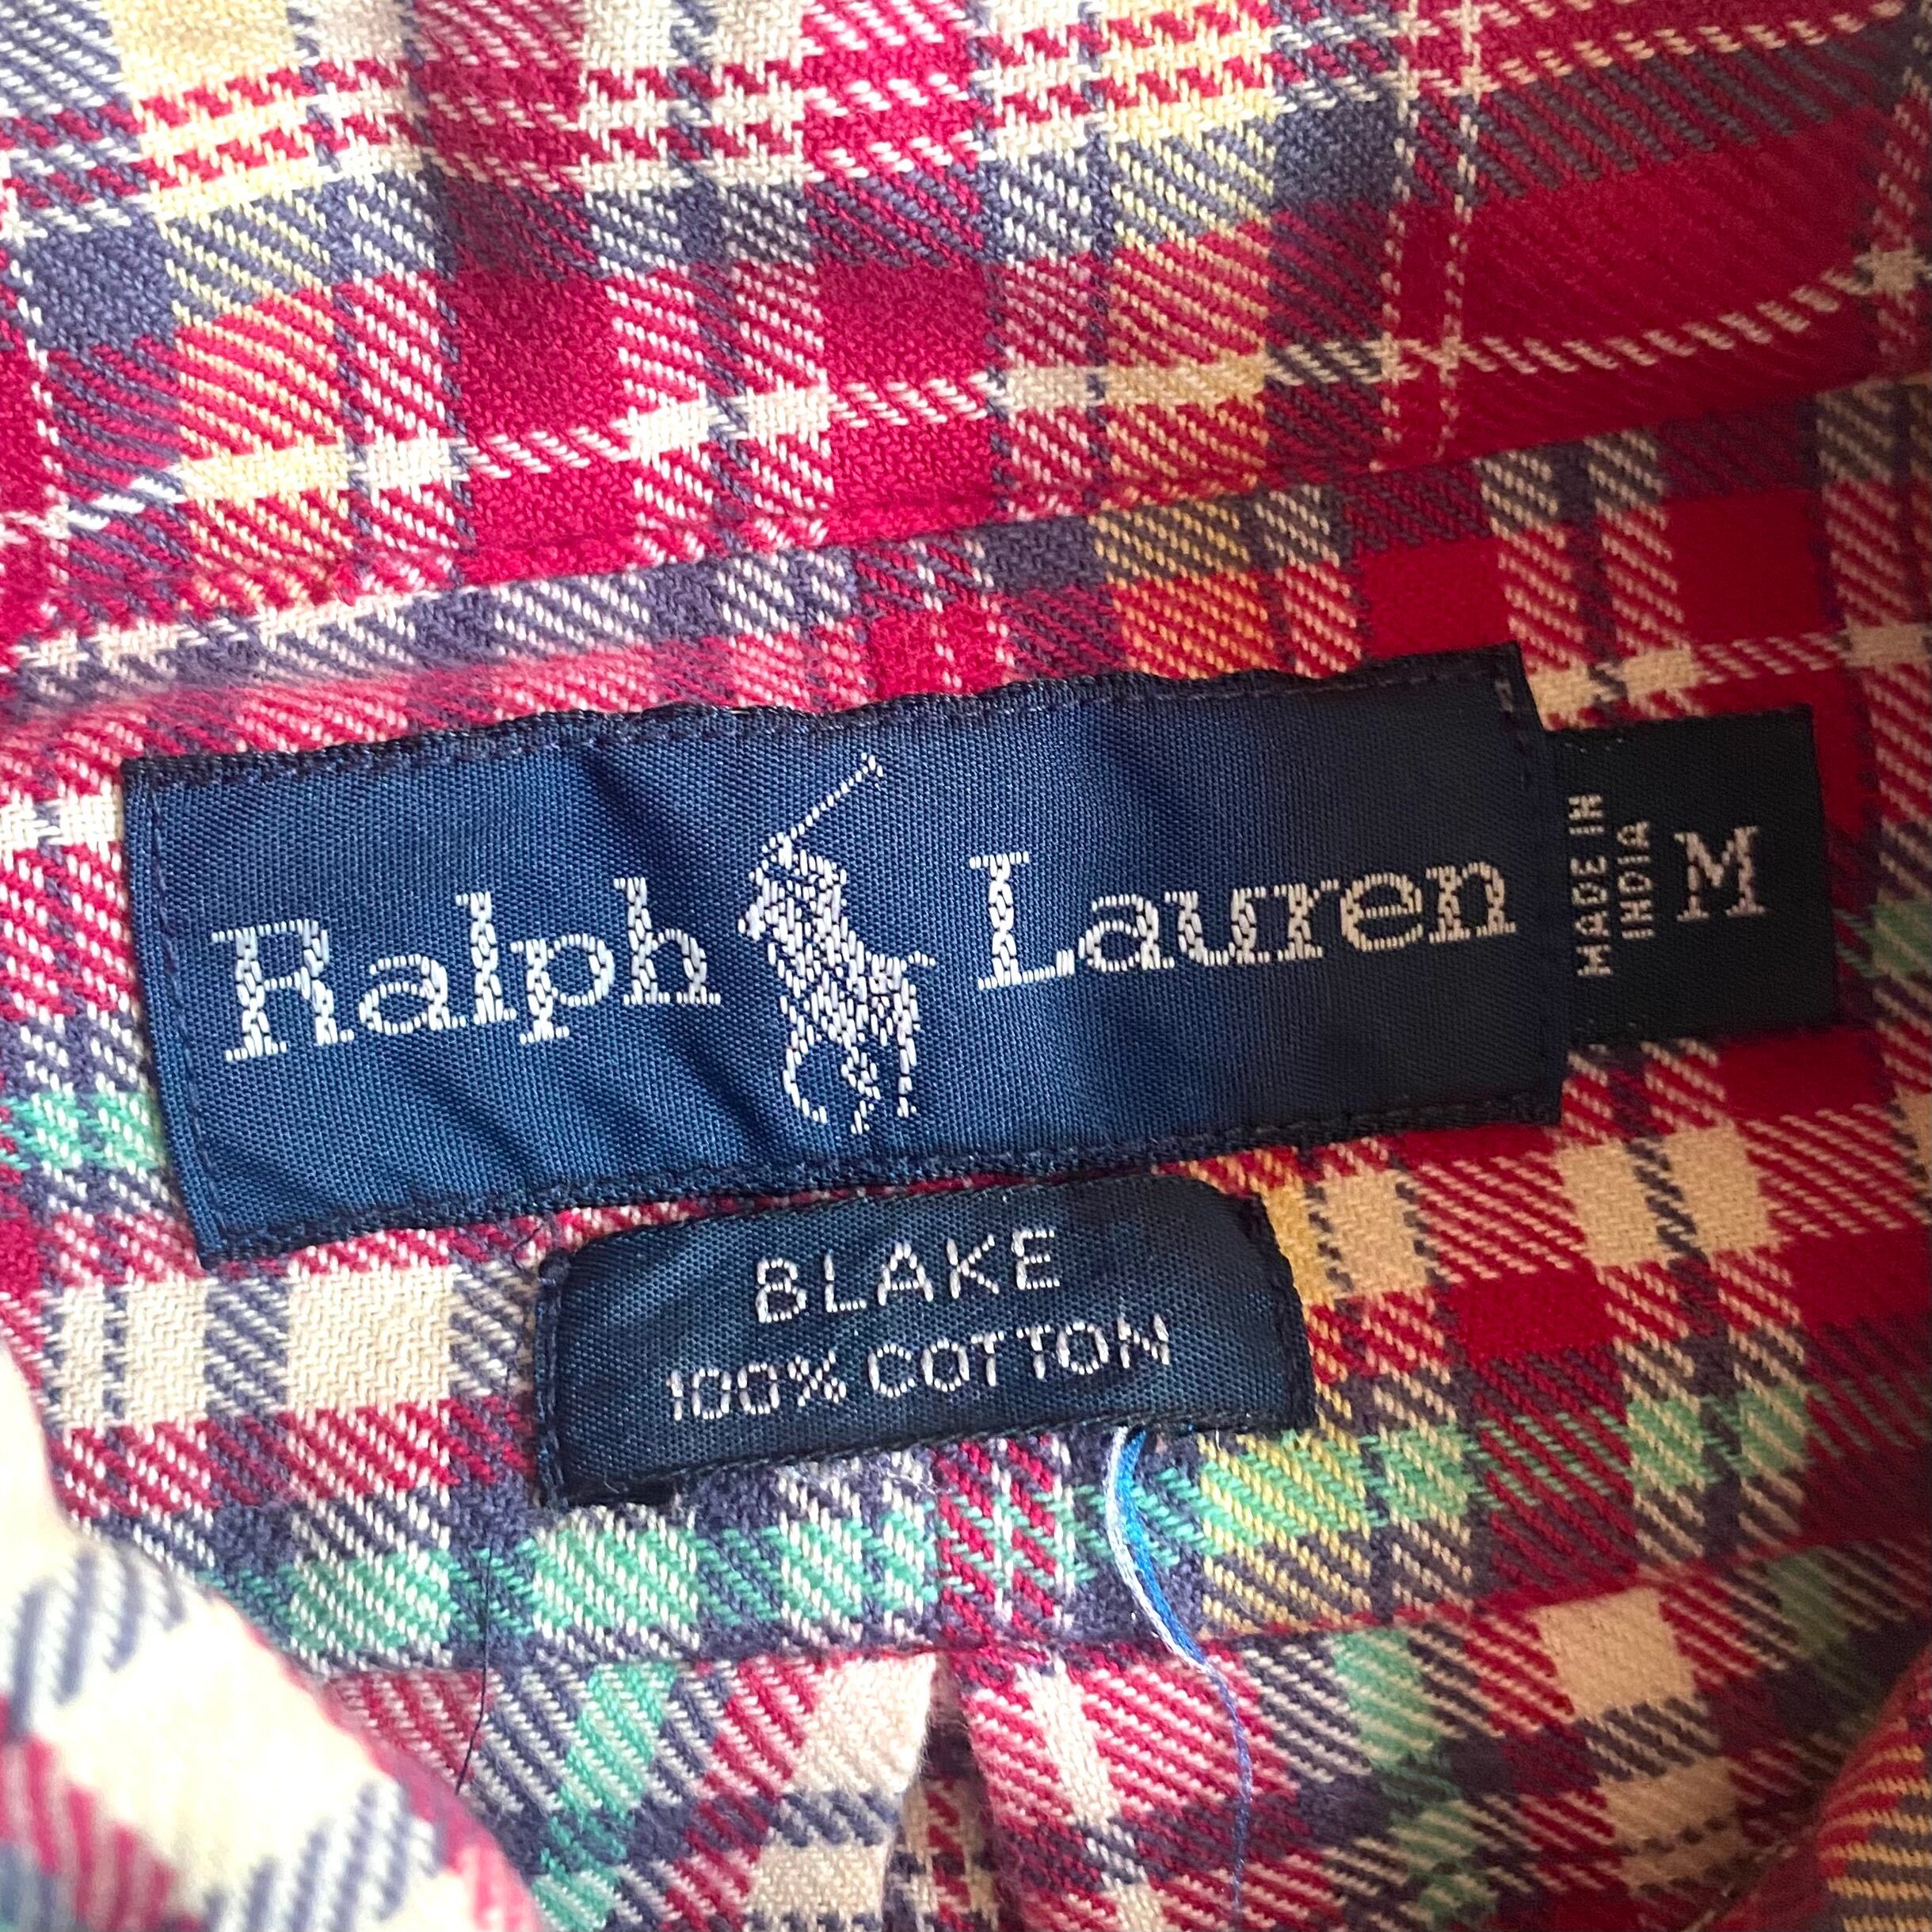 Ralph Lauren
MADE IN
INDIA
M
BLAKE
100% COTTON